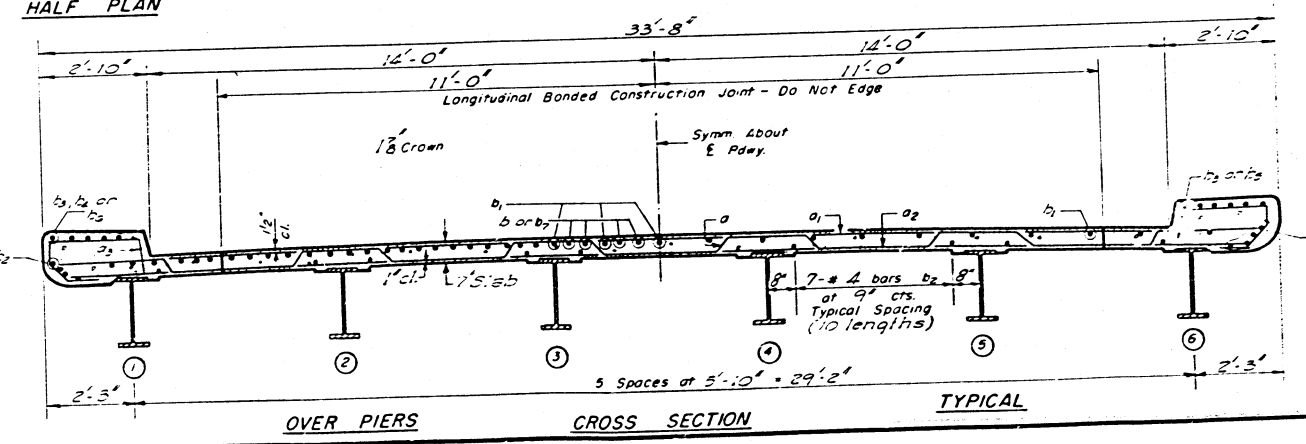 HALF PLAN
33'-8"
2'-10"
14'-0"
14'-0"
2'-10"
11'-0"
11'-0"
Longitudinal Bonded Construction Joint - Do Not Edge
1 7/8" Crown
Symm. About
℄ Pdwy.
b3, b4 or
b5
1½"
cl.
b1
b or b7
a
a1
a2
b1
a3
1" cl.
7" Slab
8"
7-# 4 bars b2
8"
at 9" cts.
Typical Spacing
(10 lengths)
1
2
3
4
5
6
2'-3"
5 Spaces at 5'-10" = 29'-2"
2'-3"
OVER PIERS
CROSS SECTION
TYPICAL